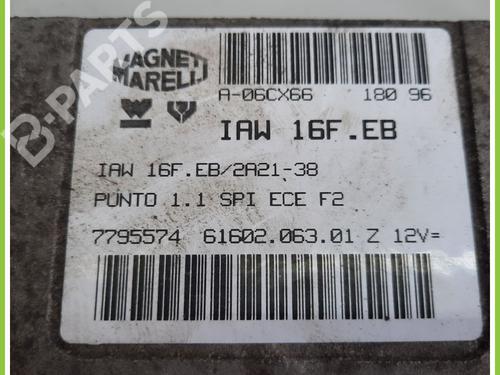 B-PARTS
MAGNETI
MARELLI
A-06CX66 180 96
IAW 16F.EB
IAW 16F.EB/2A21-38
PUNTO 1.1 SPI ECE F2
7795574 61602.063.01 Z 12V=